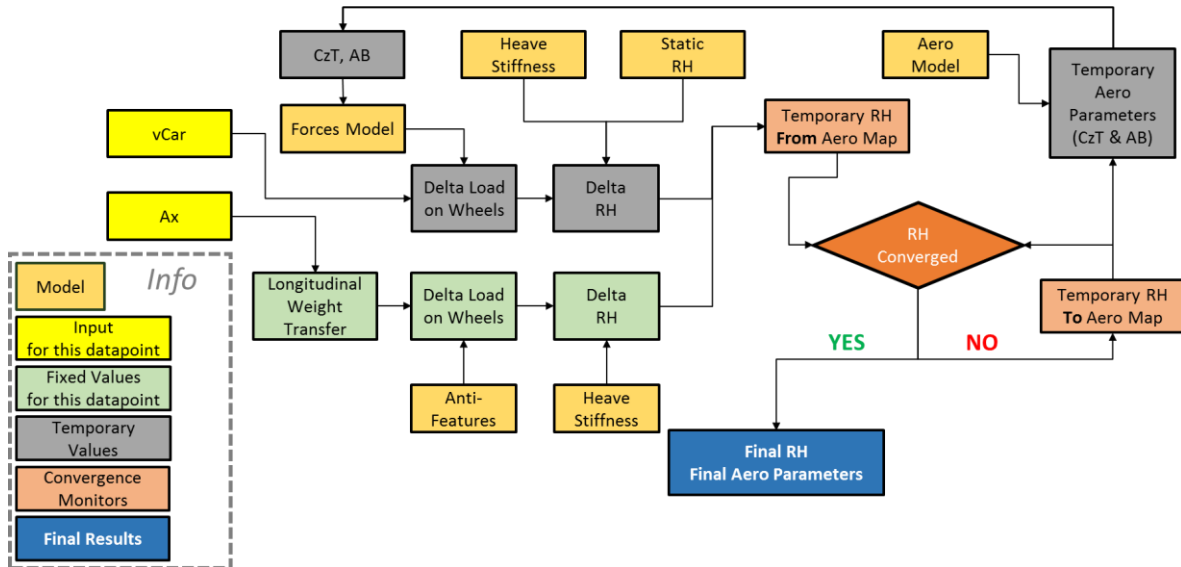 CzT, AB
Heave
Stiffness
Static
RH
Aero
Model
Temporary
Aero
Parameters
(CzT & AB)
vCar
Forces Model
Temporary RH
From Aero Map
Delta Load
on Wheels
Delta
RH
Ax
RH
Converged
Info
Model
Input
for this datapoint
Fixed Values
for this datapoint
Temporary
Values
Convergence
Monitors
Final Results
Longitudinal
Weight
Transfer
Delta Load
on Wheels
Delta
RH
Temporary RH
To Aero Map
YES
NO
Anti-
Features
Heave
Stiffness
Final RH
Final Aero Parameters